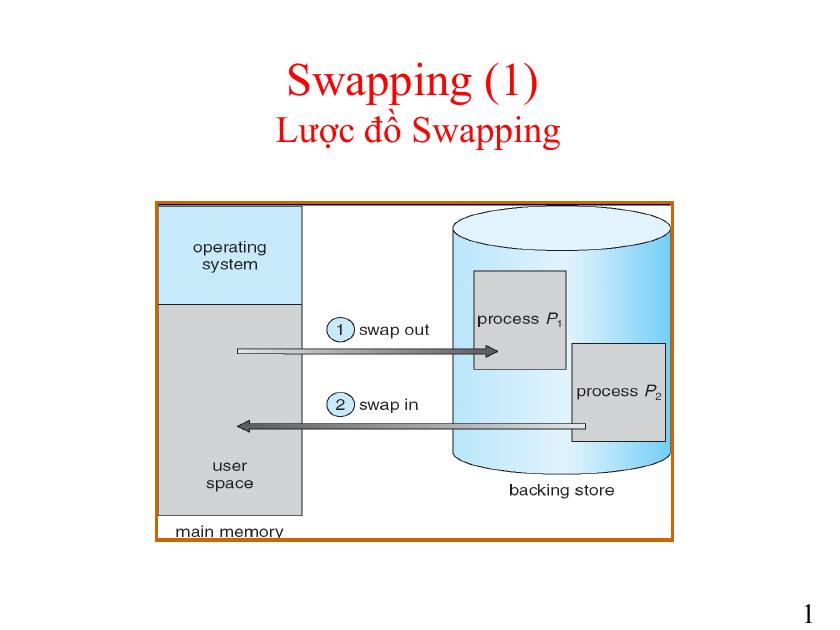 Swapping (1)
Lược đồ Swapping
operating
system
1 swap out
process P1
2 swap in
process P2
user
space
backing store
main memory
1